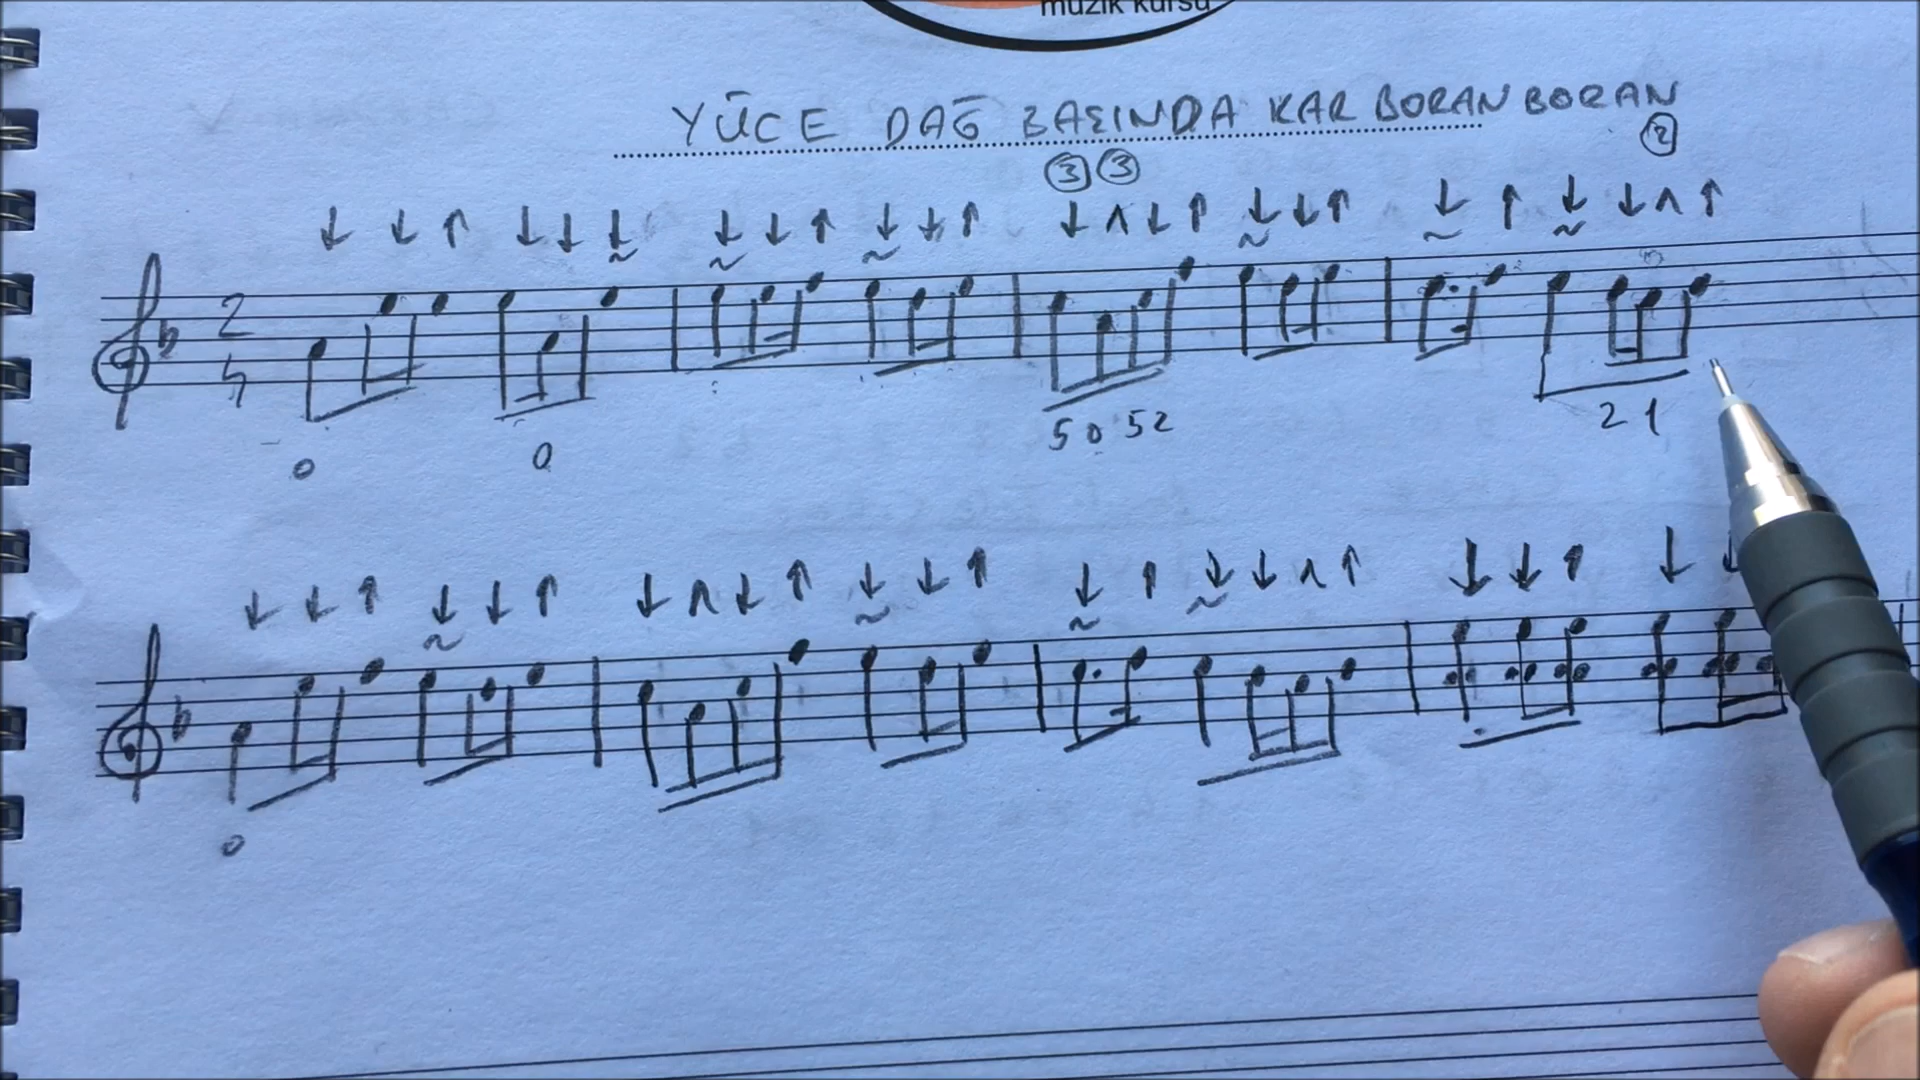 müzik kursu
YÜCE DAĞ BAŞINDA KAR BORAN BORAN
3 3 2
2
4
0 0 5 0 5 2 2 1
0